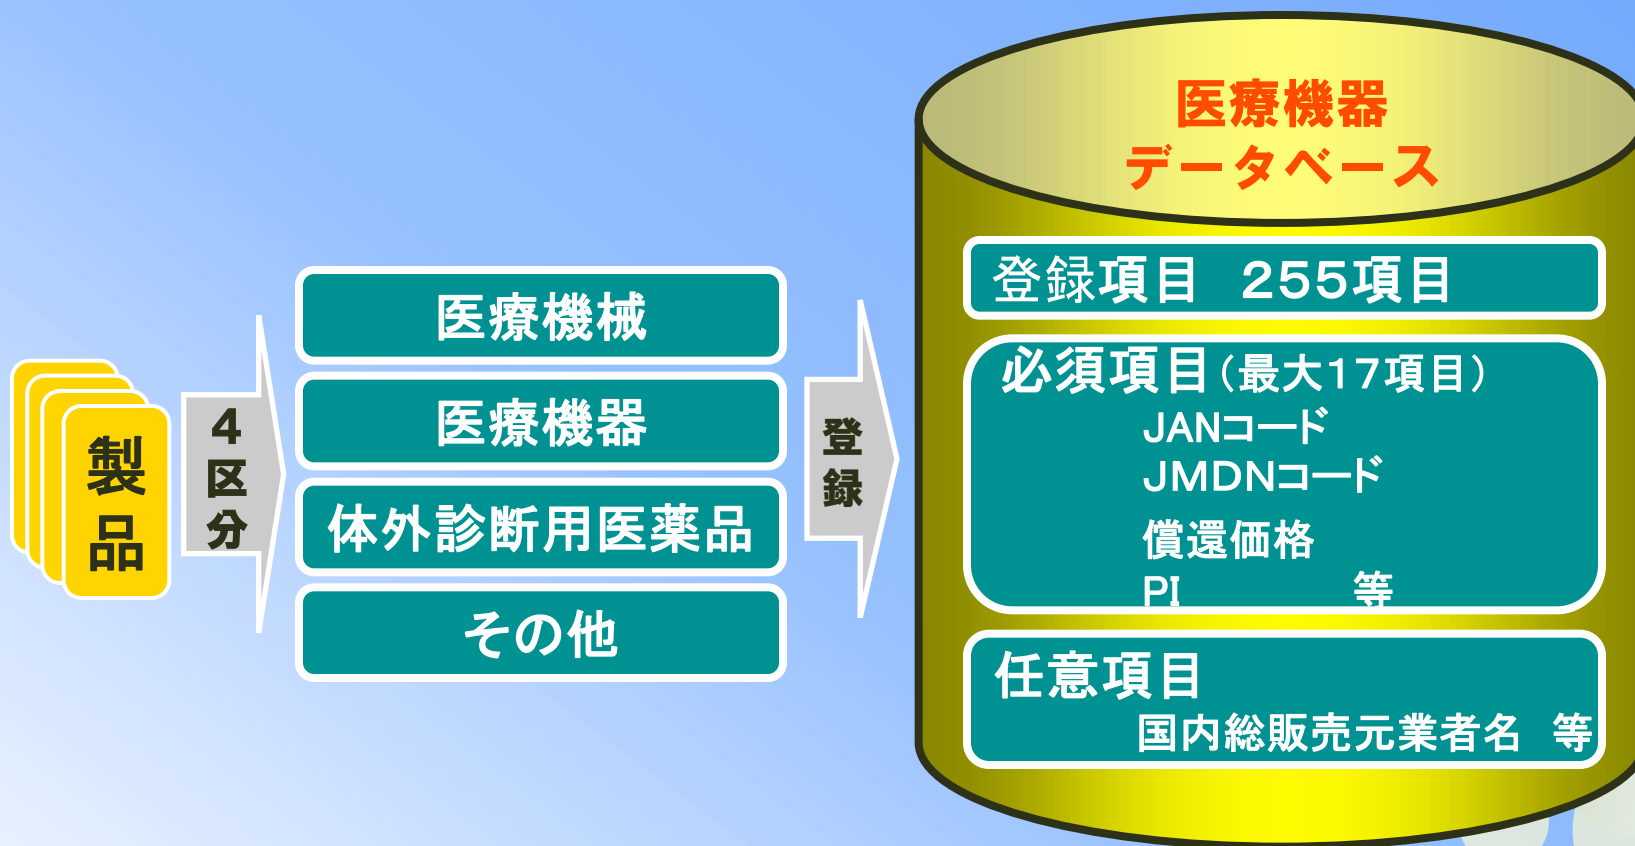 製品
4区分
医療機械
医療機器
体外診断用医薬品
その他
登録
医療機器
データベース
登録項目　255項目
必須項目（最大17項目）
JANコード
JMDNコード
償還価格
PI　　　　等
任意項目
国内総販売元業者名　等